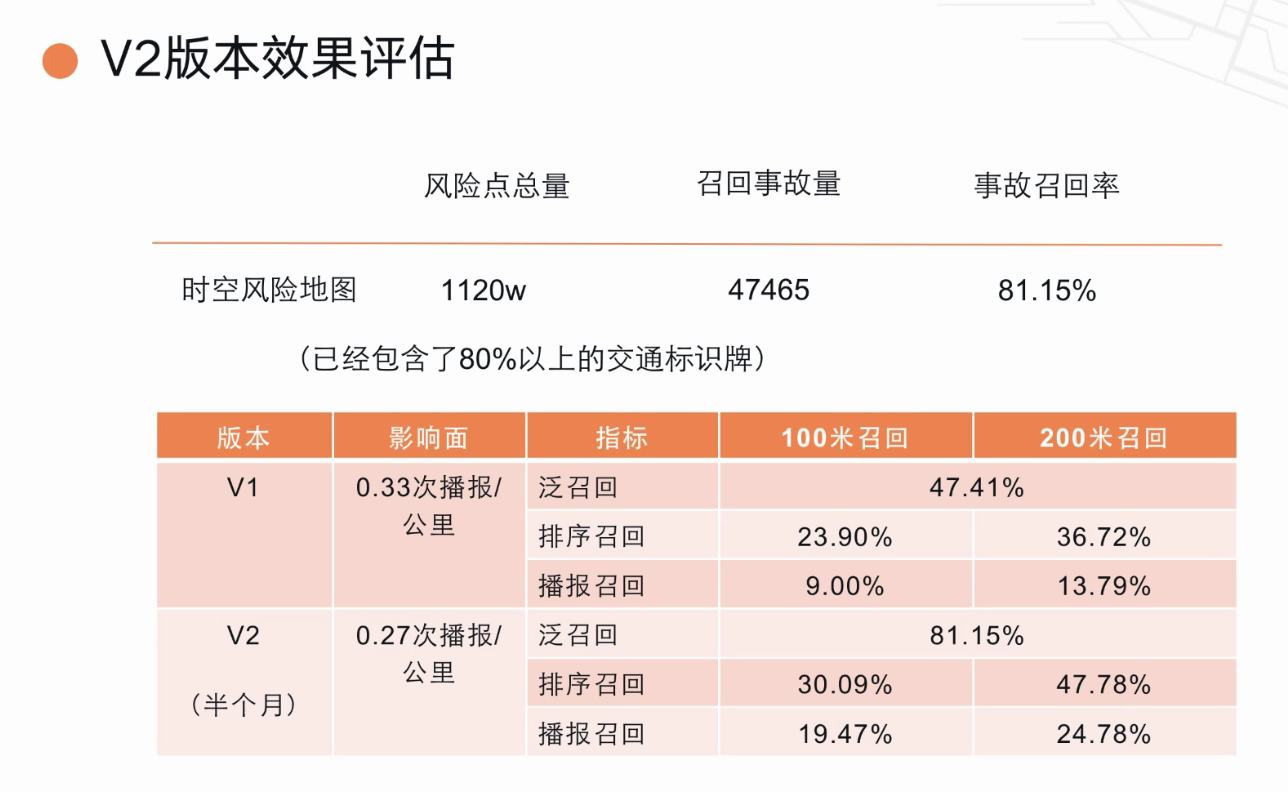 V2版本效果评估
风险点总量 召回事故量 事故召回率
时空风险地图 1120w 47465 81.15%
（已经包含了80%以上的交通标识牌）
版本 影响面 指标 100米召回 200米召回
V1 0.33次播报/ 泛召回 47.41%
公里
排序召回 23.90% 36.72%
播报召回 9.00% 13.79%
V2 0.27次播报/ 泛召回 81.15%
公里
（半个月） 排序召回 30.09% 47.78%
播报召回 19.47% 24.78%